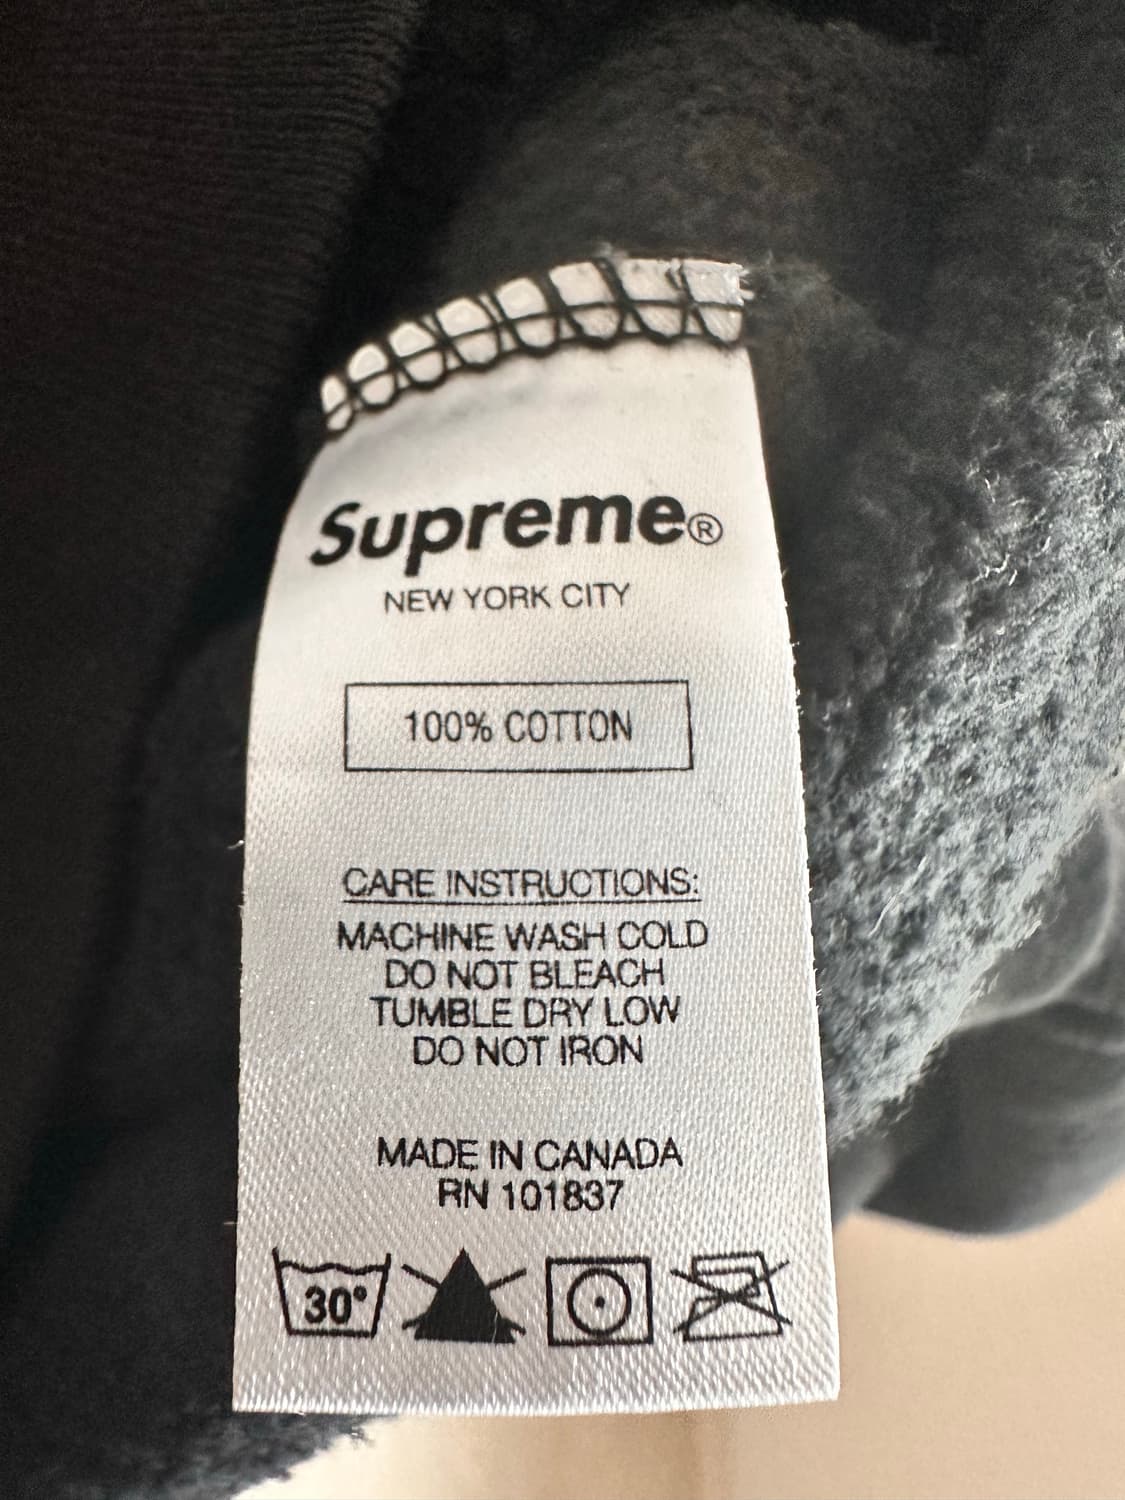 Supreme®
NEW YORK CITY
100% COTTON
CARE INSTRUCTIONS:
MACHINE WASH COLD
DO NOT BLEACH
TUMBLE DRY LOW
DO NOT IRON
MADE IN CANADA
RN 101837
30°